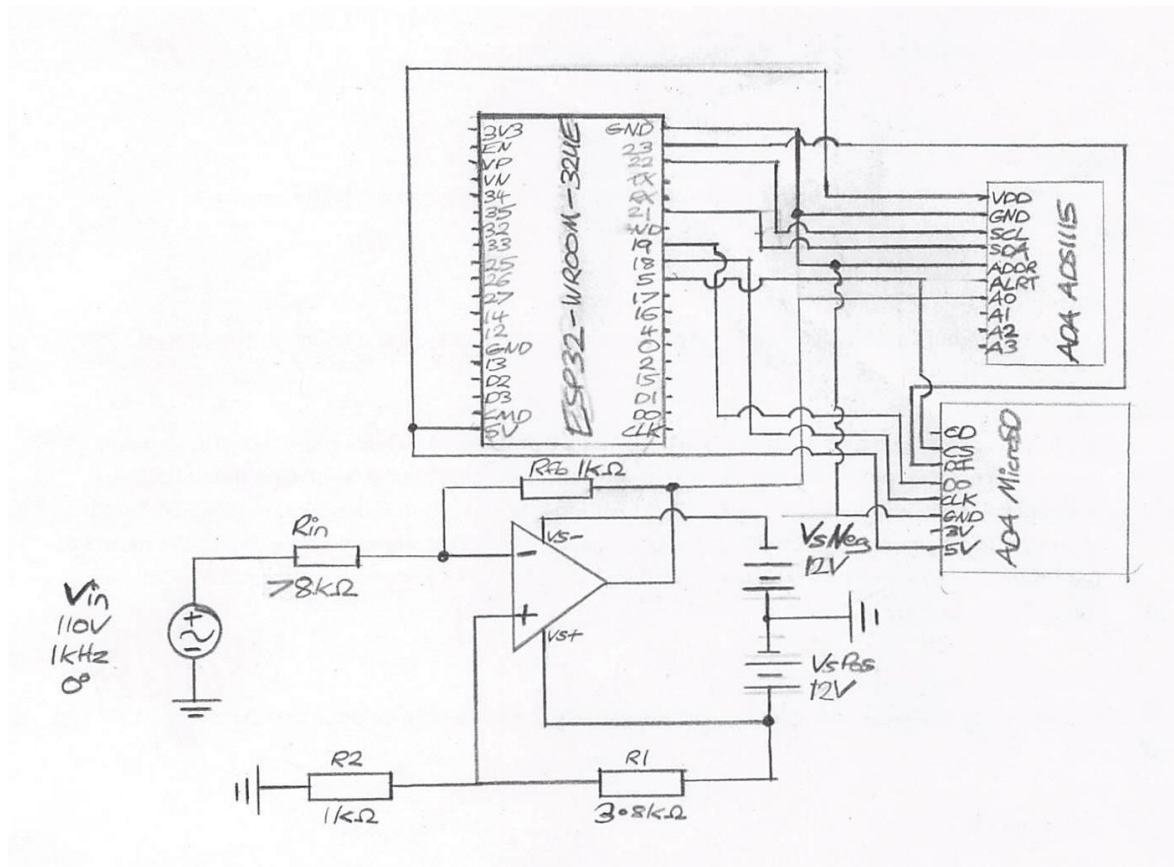 3V3
EN
VP
VN
34
35
32
33
25
26
27
14
12
GND
13
D2
D3
CMD
5V
ESP32-WROOM-32UE
GND
23
22
TX
RX
21
GND
19
18
5
17
16
4
0
2
15
D1
D0
CLK
VDD
GND
SCL
SDA
ADDR
ALRT
A0
A1
A2
A3
ADA ADS1115
CD
DI
DO
CLK
GND
3V
5V
ADA MicroSD
Rfb 1kΩ
Rin
78kΩ
Vin
110V
1kHz
0°
VS-
-
+
VS+
VsNeg
12V
VsPos
12V
R2
1kΩ
R1
3.8kΩ